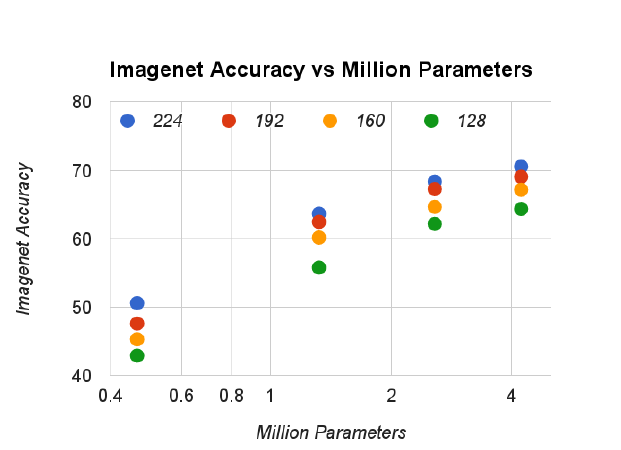 Imagenet Accuracy vs Million Parameters
80
224 192 160 128
70
60
50
40
0.4 0.6 0.8 1 2 4
Imagenet Accuracy
Million Parameters